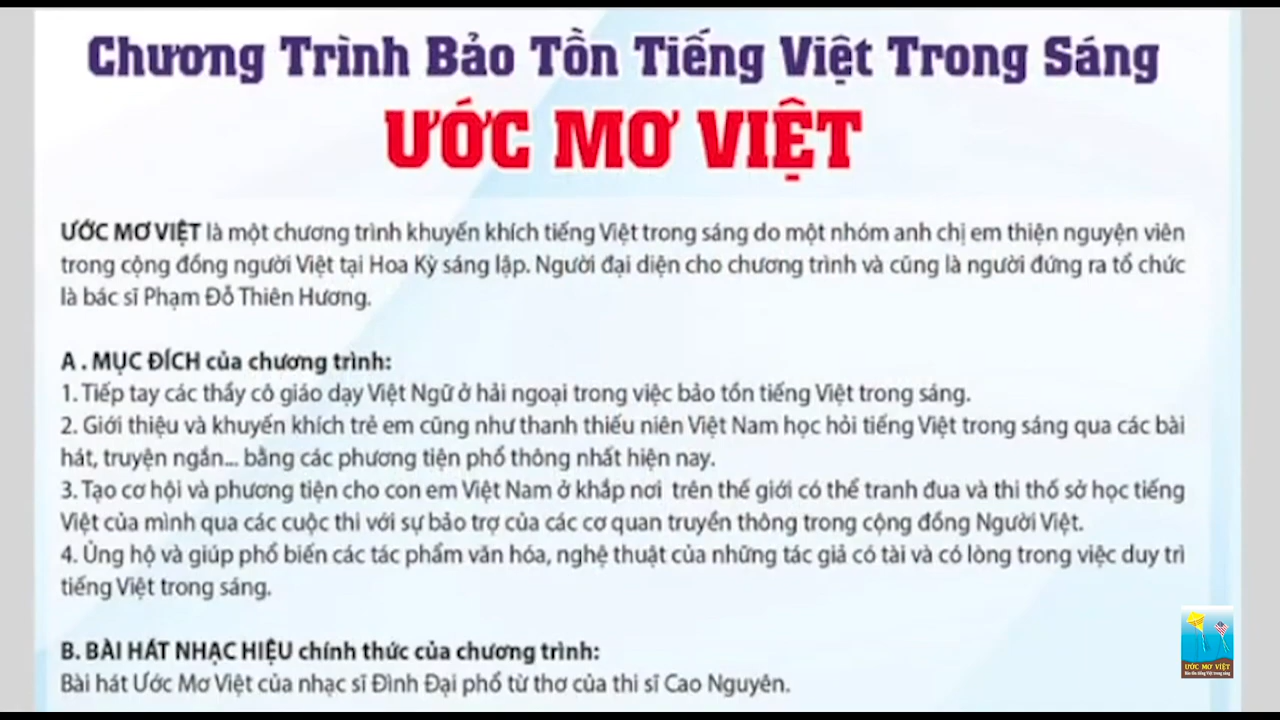 Chương Trình Bảo Tồn Tiếng Việt Trong Sáng
ƯỚC MƠ VIỆT
ƯỚC MƠ VIỆT là một chương trình khuyến khích tiếng Việt trong sáng do một nhóm anh chị em thiện nguyện viên
trong cộng đồng người Việt tại Hoa Kỳ sáng lập. Người đại diện cho chương trình và cũng là người đứng ra tổ chức
là bác sĩ Phạm Đỗ Thiên Hương.
A . MỤC ĐÍCH của chương trình:
1. Tiếp tay các thầy cô giáo dạy Việt Ngữ ở hải ngoại trong việc bảo tồn tiếng Việt trong sáng.
2. Giới thiệu và khuyến khích trẻ em cũng như thanh thiếu niên Việt Nam học hỏi tiếng Việt trong sáng qua các bài
hát, truyện ngắn... bằng các phương tiện phổ thông nhất hiện nay.
3. Tạo cơ hội và phương tiện cho con em Việt Nam ở khắp nơi trên thế giới có thể tranh đua và thi thố sở học tiếng
Việt của mình qua các cuộc thi với sự bảo trợ của các cơ quan truyền thông trong cộng đồng Người Việt.
4. Ủng hộ và giúp phổ biến các tác phẩm văn hóa, nghệ thuật của những tác giả có tài và có lòng trong việc duy trì
tiếng Việt trong sáng.
B. BÀI HÁT NHẠC HIỆU chính thức của chương trình:
Bài hát Ước Mơ Việt của nhạc sĩ Đình Đại phổ từ thơ của thi sĩ Cao Nguyên.
ƯỚC MƠ VIỆT
Bảo tồn tiếng Việt trong sáng